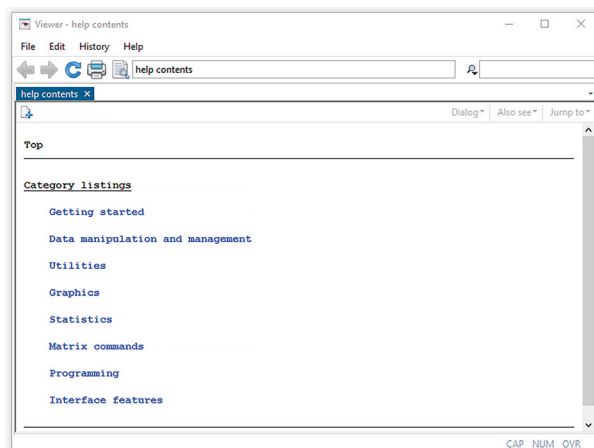 Viewer - help contents
File Edit History Help
help contents
help contents
Dialog Also see Jump to
Top
Category listings
Getting started
Data manipulation and management
Utilities
Graphics
Statistics
Matrix commands
Programming
Interface features
CAP NUM OVR